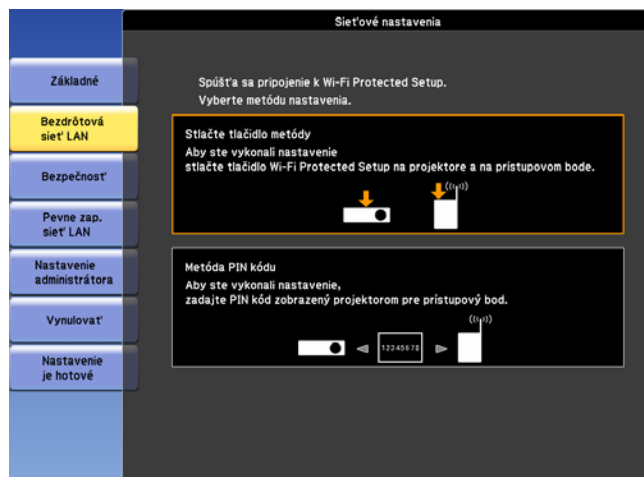 Sieťové nastavenia
Základné
Bezdrôtová
sieť LAN
Bezpečnosť
Pevne zap.
sieť LAN
Nastavenie
administrátora
Vynulovať
Nastavenie
je hotové
Spúšťa sa pripojenie k Wi-Fi Protected Setup.
Vyberte metódu nastavenia.
Stlačte tlačidlo metódy
Aby ste vykonali nastavenie
stlačte tlačidlo Wi-Fi Protected Setup na projektore a na prístupovom bode.
Metóda PIN kódu
Aby ste vykonali nastavenie,
zadajte PIN kód zobrazený projektorom pre prístupový bod.
12345678